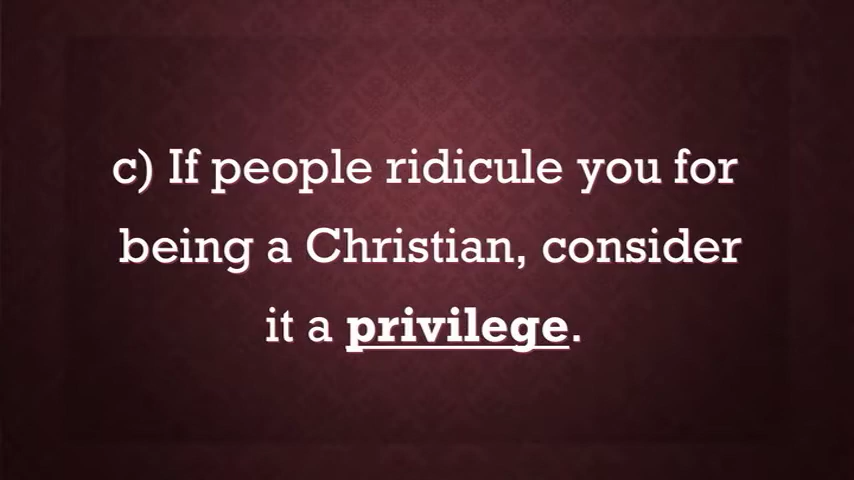 c) If people ridicule you for
being a Christian, consider
it a privilege.